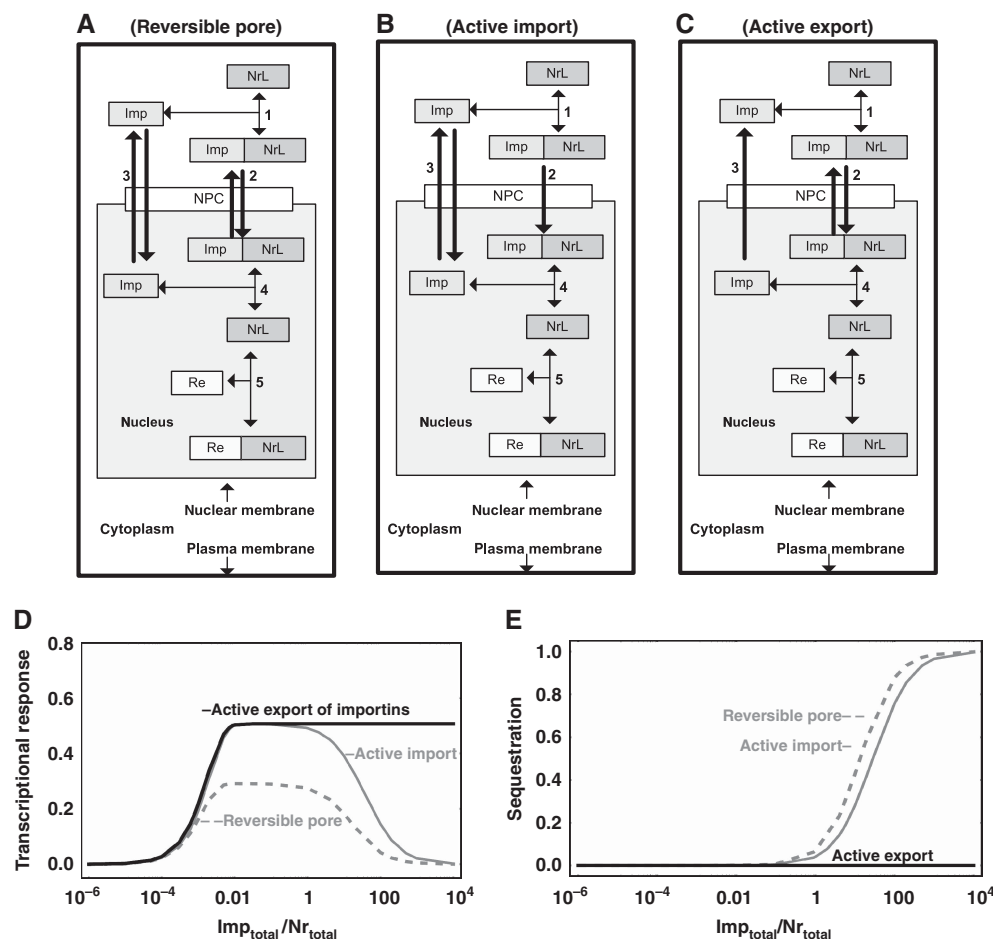 A (Reversible pore)
NrL
Imp
1
Imp NrL
3
2
NPC
Imp NrL
Imp
4
NrL
Re
5
Nucleus
Re NrL
Nuclear membrane
Cytoplasm
Plasma membrane
B (Active import)
NrL
Imp
1
Imp NrL
3
2
NPC
Imp NrL
Imp
4
NrL
Re
5
Nucleus
Re NrL
Nuclear membrane
Cytoplasm
Plasma membrane
C (Active export)
NrL
Imp
1
Imp NrL
3
2
NPC
Imp NrL
Imp
4
NrL
Re
5
Nucleus
Re NrL
Nuclear membrane
Cytoplasm
Plasma membrane
D
Transcriptional response
0.8
0.6
0.4
0.2
0.0
–Active export of importins
–Active import
– –Reversible pore
10⁻⁶ 10⁻⁴ 0.01 1 100 10⁴
Imp_total/Nr_total
E
Sequestration
1.0
0.8
0.6
0.4
0.2
0.0
Reversible pore– –
Active import–
Active export
10⁻⁶ 10⁻⁴ 0.01 1 100 10⁴
Imp_total/Nr_total